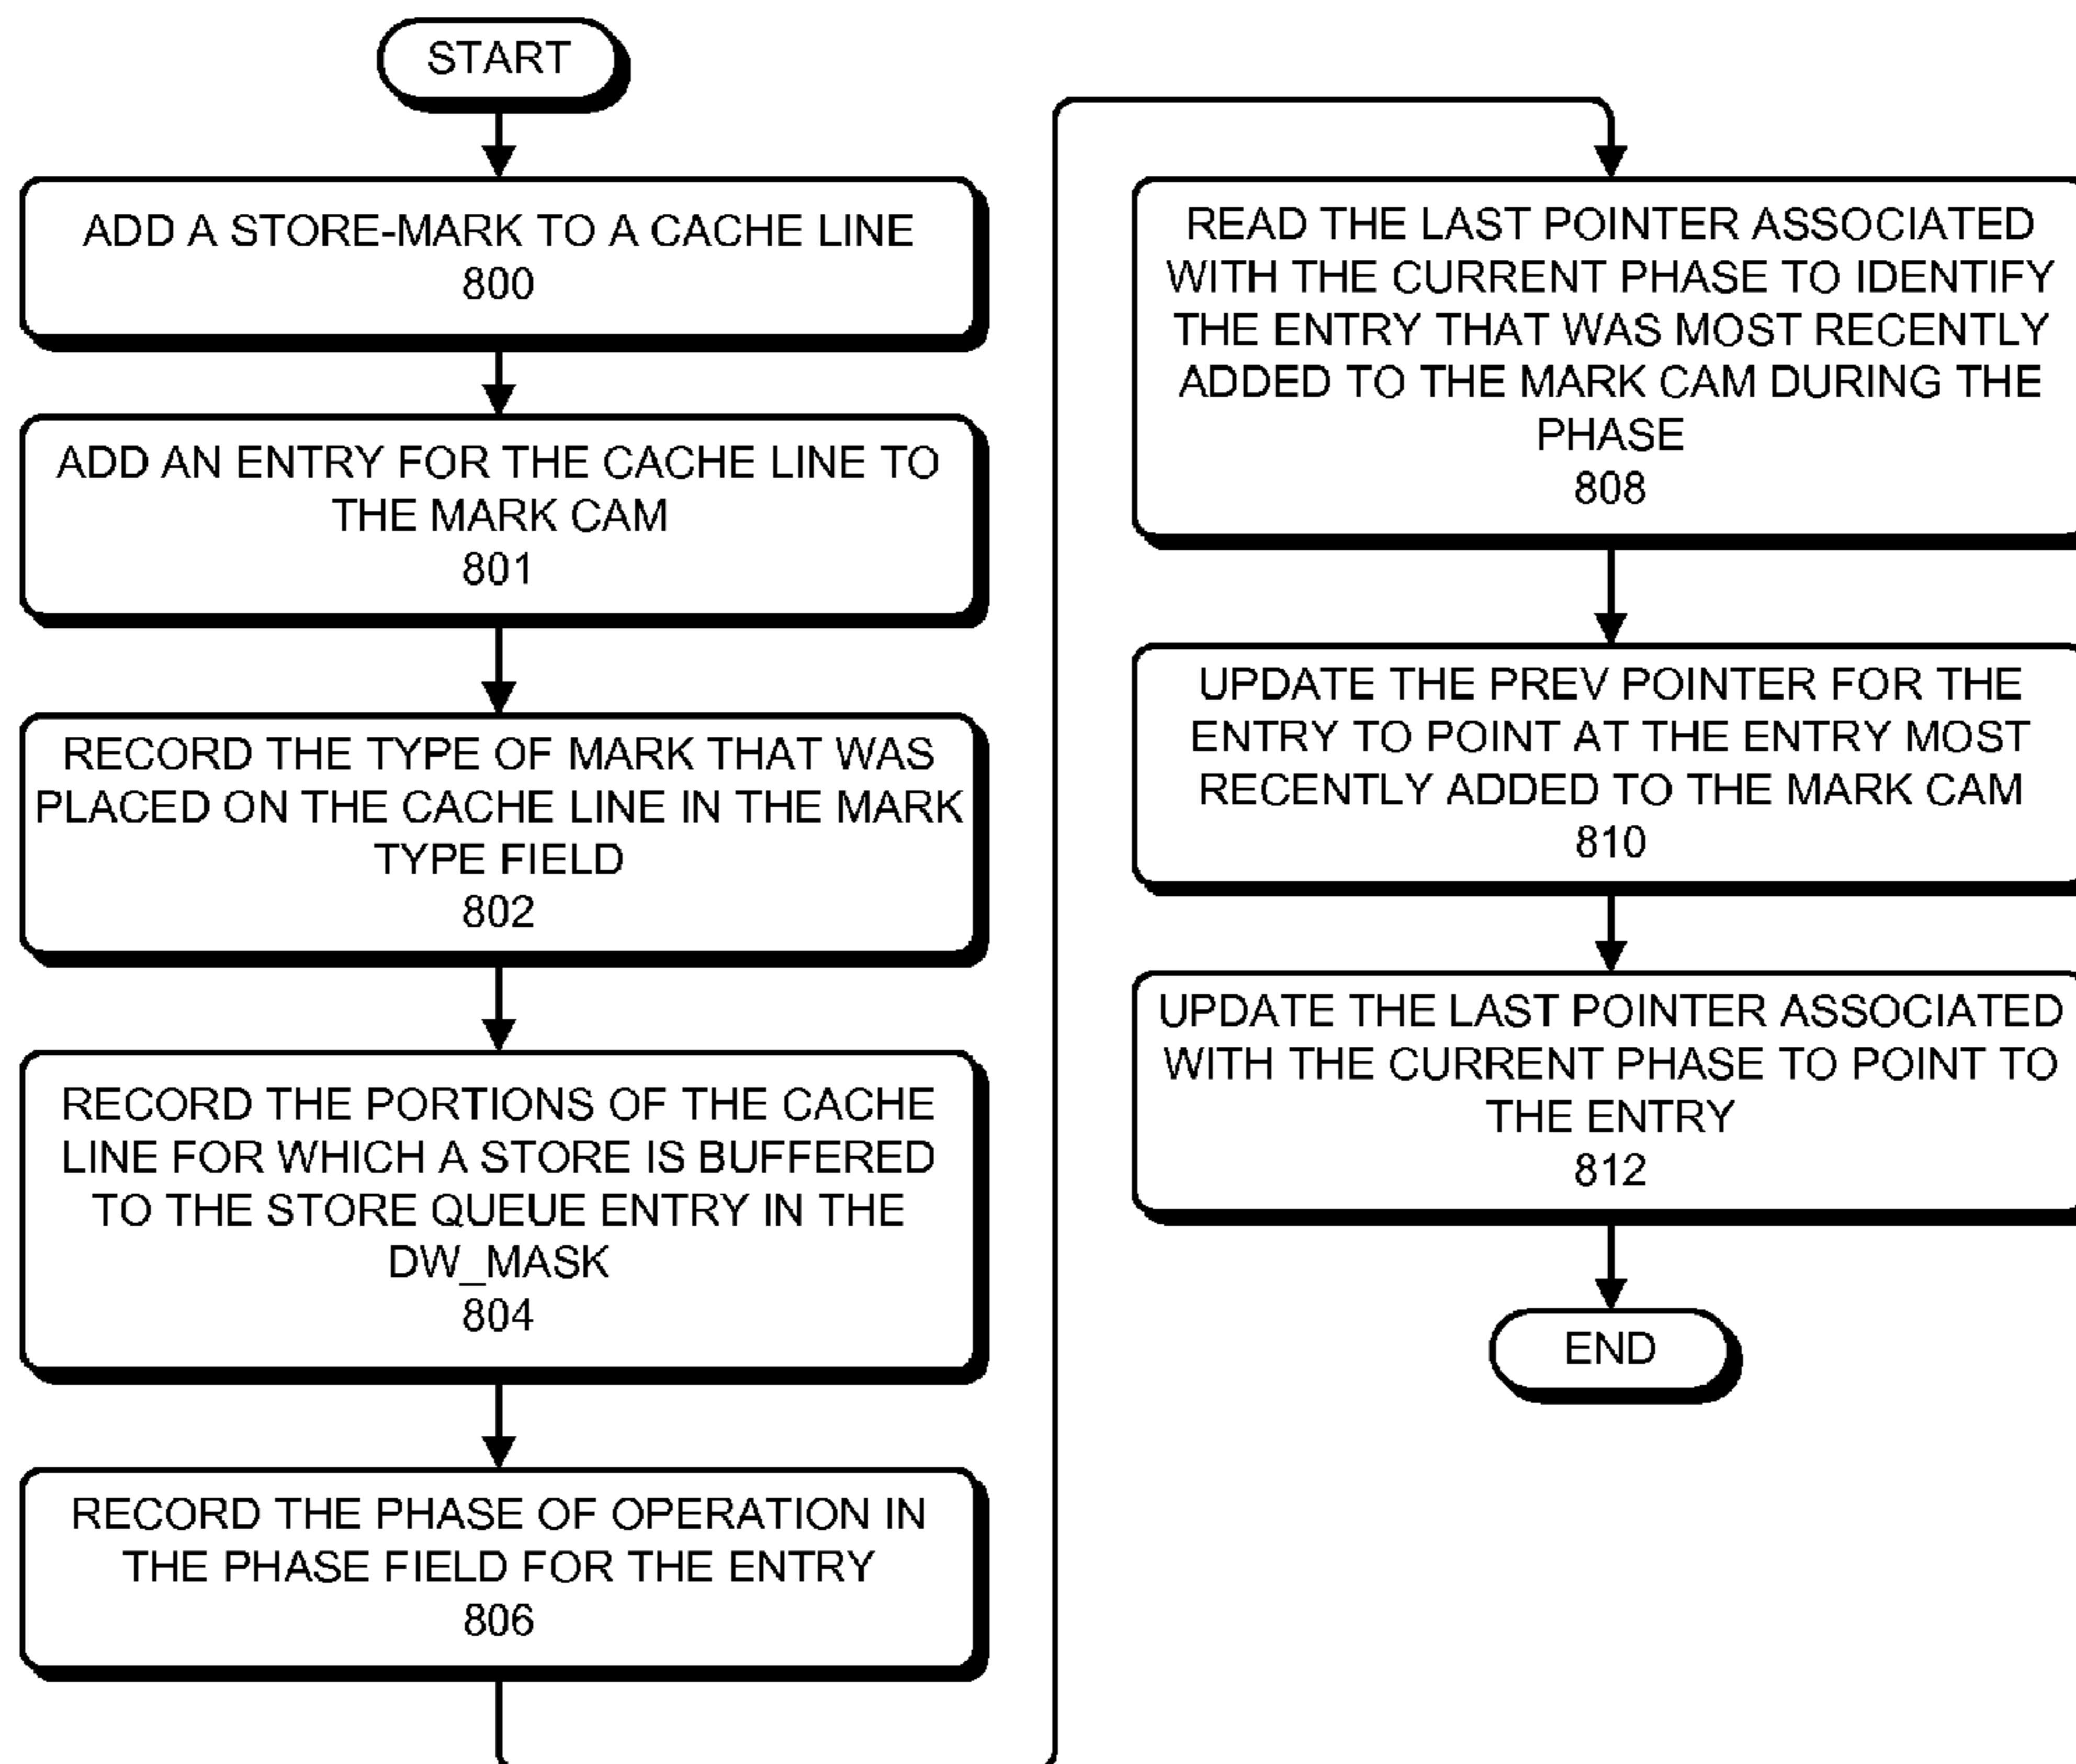 START
ADD A STORE-MARK TO A CACHE LINE
800
ADD AN ENTRY FOR THE CACHE LINE TO
THE MARK CAM
801
RECORD THE TYPE OF MARK THAT WAS
PLACED ON THE CACHE LINE IN THE MARK
TYPE FIELD
802
RECORD THE PORTIONS OF THE CACHE
LINE FOR WHICH A STORE IS BUFFERED
TO THE STORE QUEUE ENTRY IN THE
DW_MASK
804
RECORD THE PHASE OF OPERATION IN
THE PHASE FIELD FOR THE ENTRY
806
READ THE LAST POINTER ASSOCIATED
WITH THE CURRENT PHASE TO IDENTIFY
THE ENTRY THAT WAS MOST RECENTLY
ADDED TO THE MARK CAM DURING THE
PHASE
808
UPDATE THE PREV POINTER FOR THE
ENTRY TO POINT AT THE ENTRY MOST
RECENTLY ADDED TO THE MARK CAM
810
UPDATE THE LAST POINTER ASSOCIATED
WITH THE CURRENT PHASE TO POINT TO
THE ENTRY
812
END